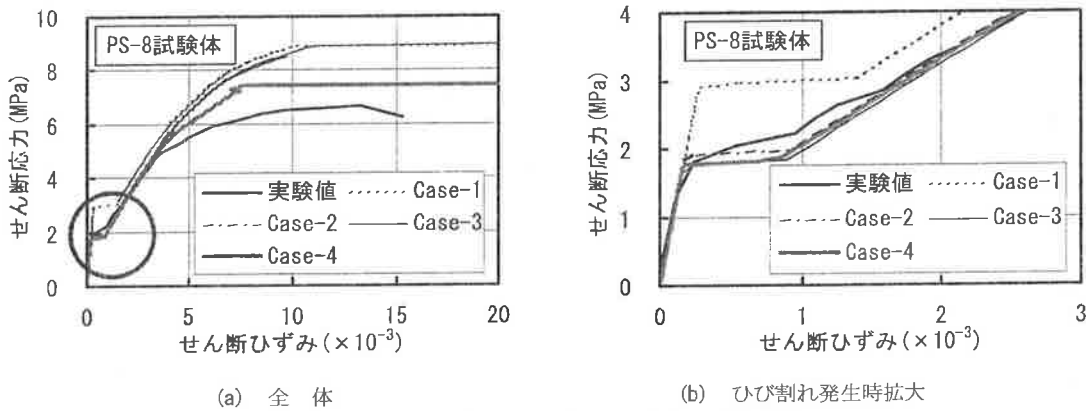 PS-8試験体
せん断応力(MPa)
10
8
6
4
2
0
実験値
Case-1
Case-2
Case-3
Case-4
0 5 10 15 20
せん断ひずみ(×10⁻³)
(a) 全 体
PS-8試験体
せん断応力(MPa)
4
3
2
1
0
実験値
Case-1
Case-2
Case-3
Case-4
0 1 2 3
せん断ひずみ(×10⁻³)
(b) ひび割れ発生時拡大